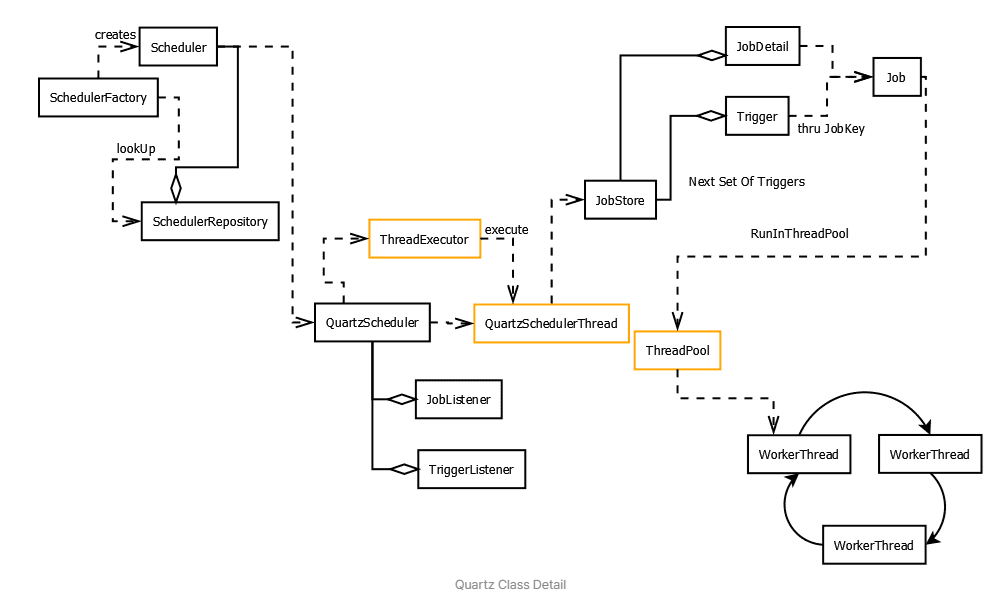 creates
Scheduler
SchedulerFactory
lookUp
SchedulerRepository
JobDetail
Job
Trigger
thru JobKey
Next Set Of Triggers
JobStore
RunInThreadPool
ThreadExecutor
execute
QuartzScheduler
QuartzSchedulerThread
ThreadPool
JobListener
TriggerListener
WorkerThread
WorkerThread
WorkerThread
Quartz Class Detail